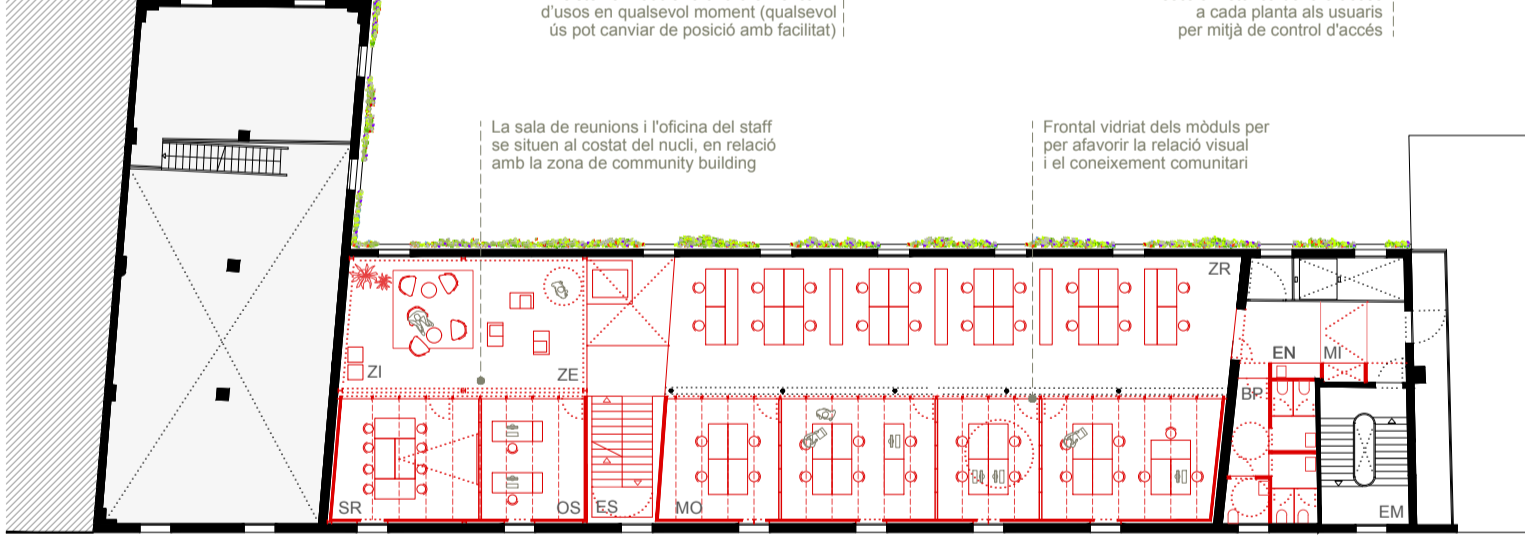 d'usos en qualsevol moment (qualsevol
ús pot canviar de posició amb facilitat)
a cada planta als usuaris
per mitjà de control d'accés
La sala de reunions i l'oficina del staff
se situen al costat del nucli, en relació
amb la zona de community building
Frontal vidriat dels mòduls per
per afavorir la relació visual
i el coneixement comunitari
ZR
ZI
ZE
EN
MI
BP
SR
OS
ES
MO
EM